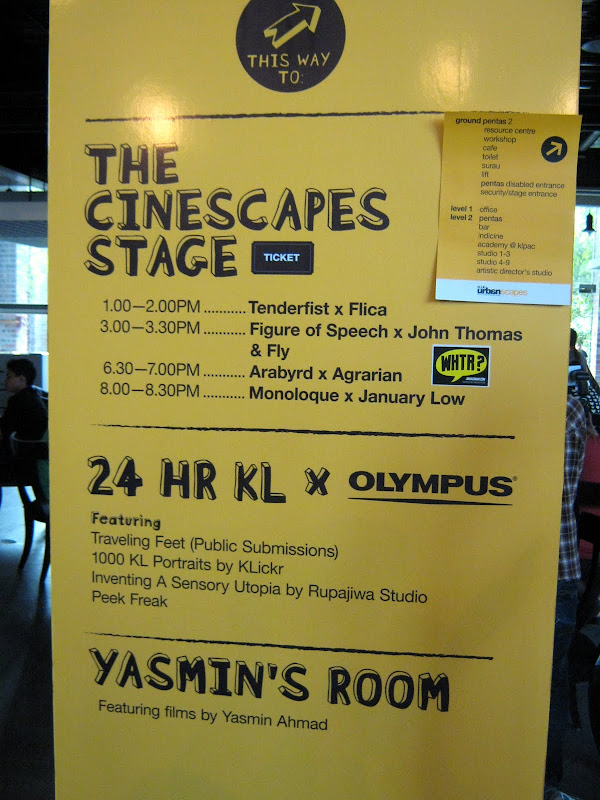 THIS WAY
TO:
THE
CINESCAPES
STAGE TICKET
1.00—2.00PM ........... Tenderfist x Flica
3.00—3.30PM ........... Figure of Speech x John Thomas
& Fly
6.30—7.00PM ........... Arabyrd x Agrarian
8.00—8.30PM ........... Monoloque x January Low
WHTR?
24 HR KL x OLYMPUS®
Featuring
Traveling Feet (Public Submissions)
1000 KL Portraits by KLickr
Inventing A Sensory Utopia by Rupajiwa Studio
Peek Freak
YASMIN'S ROOM
Featuring films by Yasmin Ahmad
ground pentas 2
resource centre
workshop
cafe
toilet
surau
lift
pentas disabled entrance
security/stage entrance
level 1 office
level 2 pentas
bar
indicine
academy @ klpac
studio 1-3
studio 4-9
artistic director's studio
urbanscapes